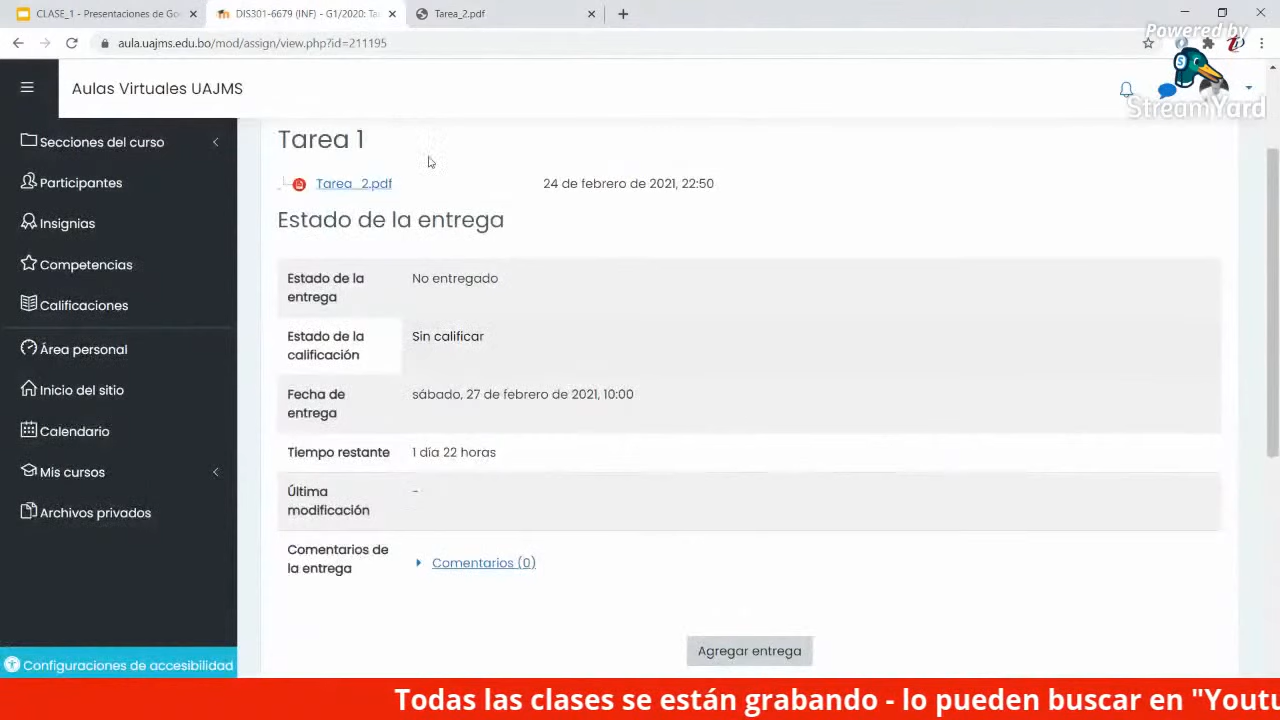 CLASE_1 - Presentaciones de Go
DIS301-6679 (INF) - G1/2020: Ta
Tarea_2.pdf
aula.uajms.edu.bo/mod/assign/view.php?id=211195
Powered by
StreamYard
Aulas Virtuales UAJMS
Secciones del curso
Participantes
Insignias
Competencias
Calificaciones
Área personal
Inicio del sitio
Calendario
Mis cursos
Archivos privados
Configuraciones de accesibilidad
Tarea 1
Tarea_2.pdf 24 de febrero de 2021, 22:50
Estado de la entrega
Estado de la entrega No entregado
Estado de la calificación Sin calificar
Fecha de entrega sábado, 27 de febrero de 2021, 10:00
Tiempo restante 1 día 22 horas
Última modificación -
Comentarios de la entrega Comentarios (0)
Agregar entrega
Todas las clases se están grabando - lo pueden buscar en "Youtu